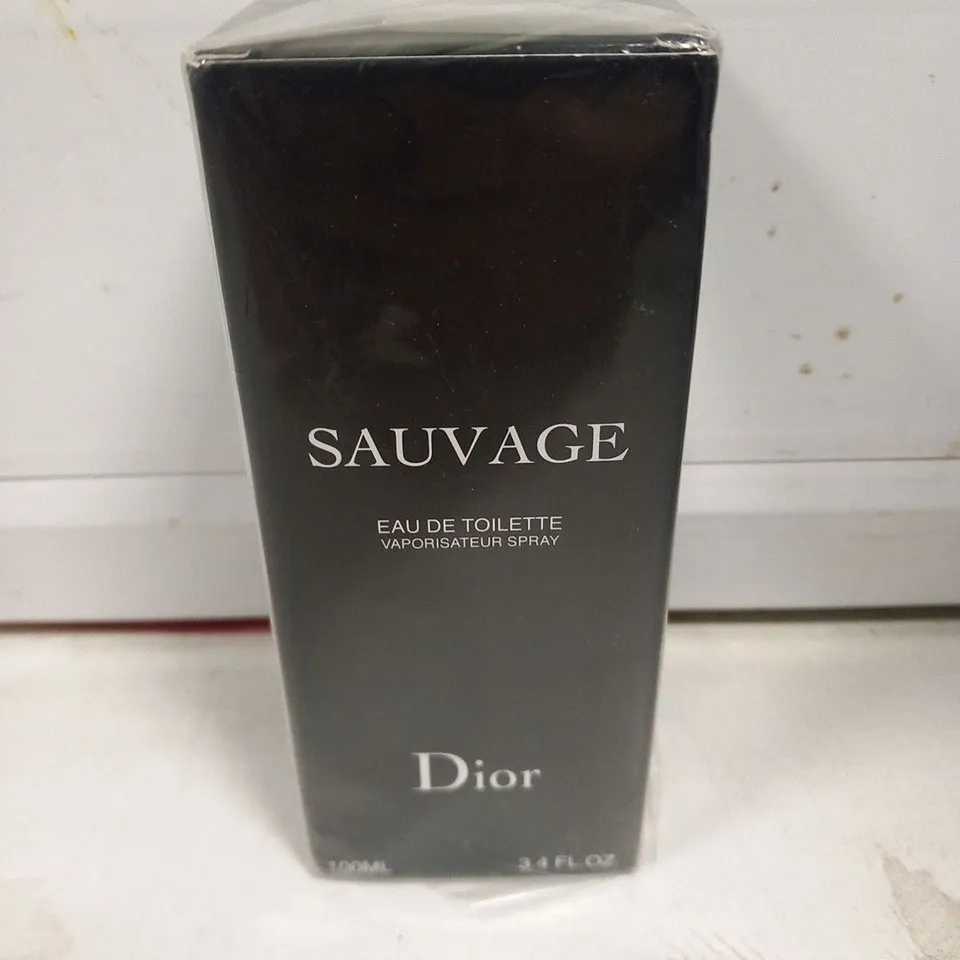 SAUVAGE
EAU DE TOILETTE
VAPORISATEUR SPRAY
Dior
100ML 3.4 FL.OZ